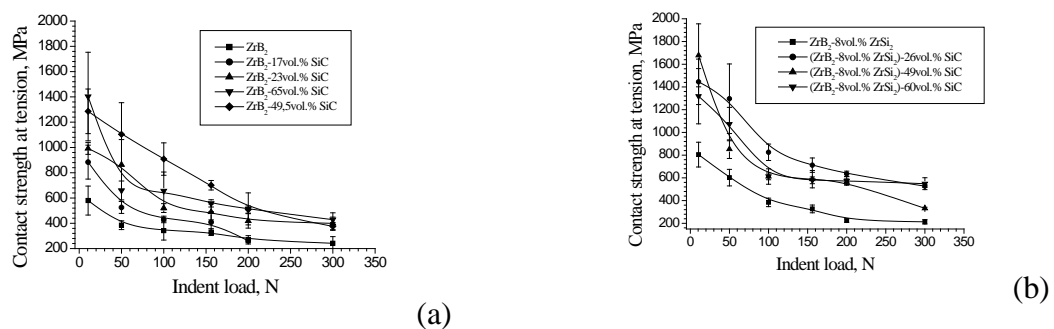 2000
1800
1600
1400
1200
1000
800
600
400
200
0 50 100 150 200 250 300 350
Contact strength at tension, MPa
Indent load, N
ZrB₂
ZrB₂-17vol.% SiC
ZrB₂-23vol.% SiC
ZrB₂-65vol.% SiC
ZrB₂-49,5vol.% SiC
(a)
2000
1800
1600
1400
1200
1000
800
600
400
200
0 50 100 150 200 250 300 350
Contact strength at tension, MPa
Indent load, N
ZrB₂-8vol.% ZrSi₂
(ZrB₂-8vol.% ZrSi₂)-26vol.% SiC
(ZrB₂-8vol.% ZrSi₂)-49vol.% SiC
(ZrB₂-8vol.% ZrSi₂)-60vol.% SiC
(b)